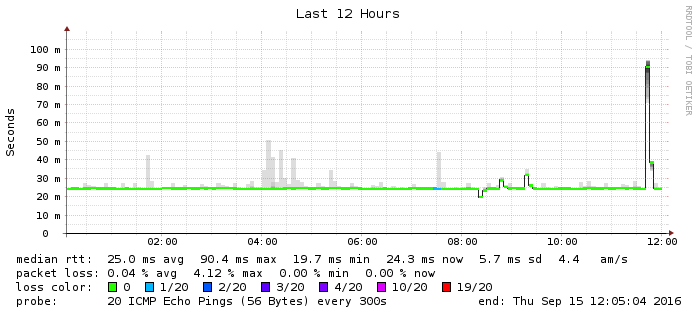 Last 12 Hours
RRDTOOL / TOBI OETIKER
Seconds
100 m
90 m
80 m
70 m
60 m
50 m
40 m
30 m
20 m
10 m
0
02:00 04:00 06:00 08:00 10:00 12:00
median rtt: 25.0 ms avg 90.4 ms max 19.7 ms min 24.3 ms now 5.7 ms sd 4.4 am/s
packet loss: 0.04 % avg 4.12 % max 0.00 % min 0.00 % now
loss color: 0 1/20 2/20 3/20 4/20 10/20 19/20
probe: 20 ICMP Echo Pings (56 Bytes) every 300s end: Thu Sep 15 12:05:04 2016